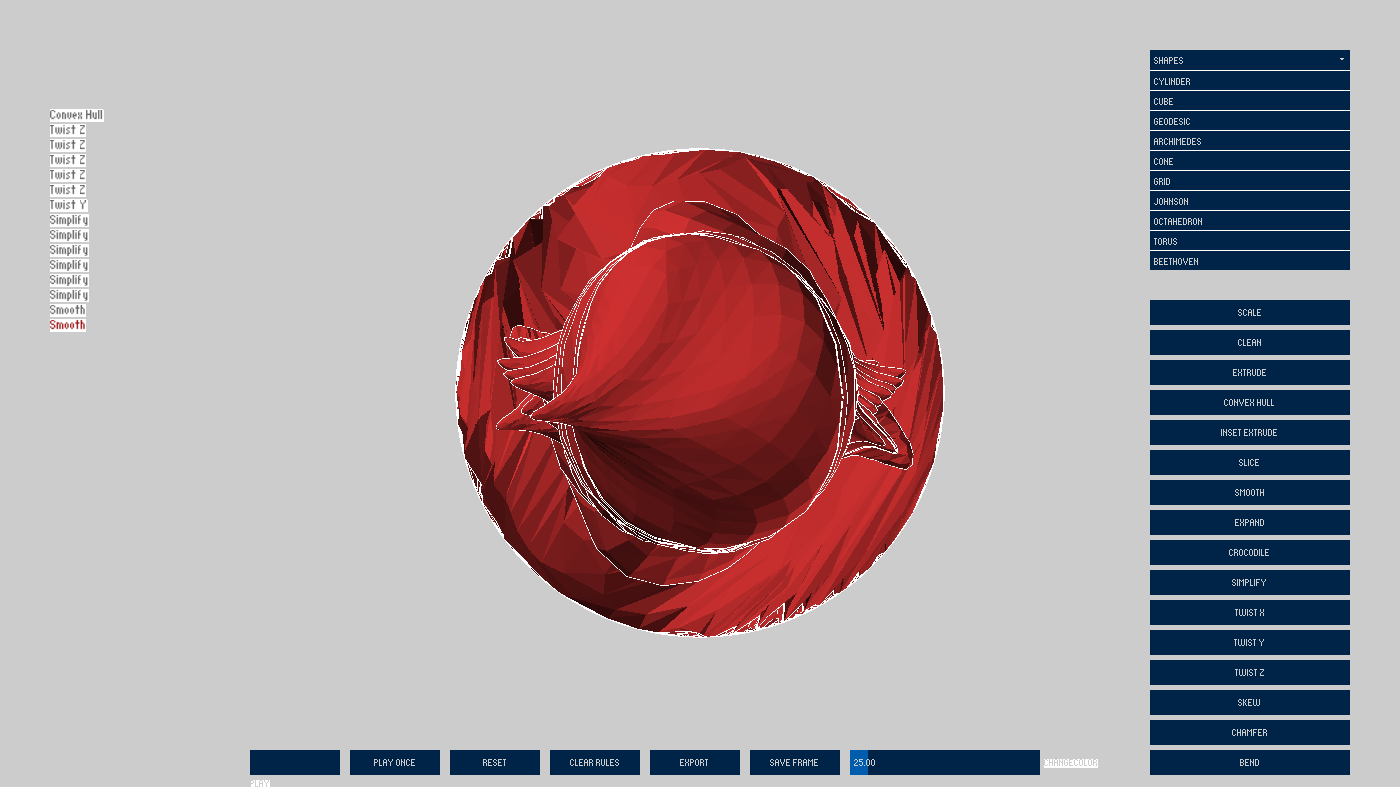 Convex Hull
Twist Z
Twist Z
Twist Z
Twist Z
Twist Z
Twist Y
Simplify
Simplify
Simplify
Simplify
Simplify
Simplify
Smooth
Smooth
SHAPES
CYLINDER
CUBE
GEODESIC
ARCHIMEDES
CONE
GRID
JOHNSON
OCTAHEDRON
TORUS
BEETHOVEN
SCALE
CLEAN
EXTRUDE
CONVEX HULL
INSET EXTRUDE
SLICE
SMOOTH
EXPAND
CROCODILE
SIMPLIFY
TWIST X
TWIST Y
TWIST Z
SKEW
CHAMFER
BEND
PLAY ONCE
RESET
CLEAR RULES
EXPORT
SAVE FRAME
25.00
CHANGECOLOR
PLAY